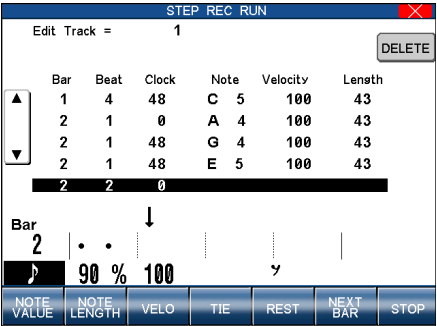 STEP REC RUN
Edit Track = 1
DELETE
Bar Beat Clock Note Velocity Length
1 4 48 C 5 100 43
2 1 0 A 4 100 43
2 1 48 G 4 100 43
2 1 48 E 5 100 43
2 2 0
Bar
2
90 % 100
NOTE VALUE NOTE LENGTH VELO TIE REST NEXT BAR STOP